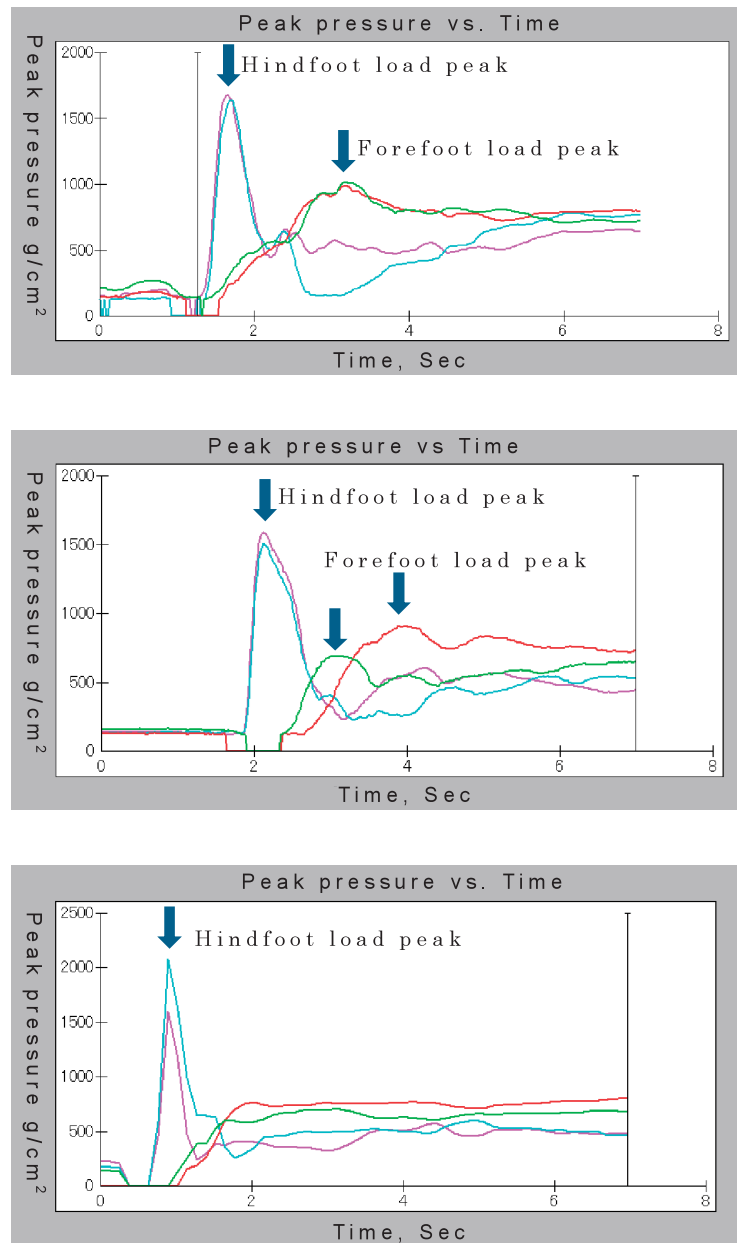 Peak pressure vs. Time
Peak pressure g/cm²
2000
1500
1000
500
0
Hindfoot load peak
Forefoot load peak
0 2 4 6 8
Time, Sec
Peak pressure vs Time
Peak pressure g/cm²
2000
1500
1000
500
0
Hindfoot load peak
Forefoot load peak
0 2 4 6 8
Time, Sec
Peak pressure vs. Time
Peak pressure g/cm²
2500
2000
1500
1000
500
0
Hindfoot load peak
0 2 4 6 8
Time, Sec